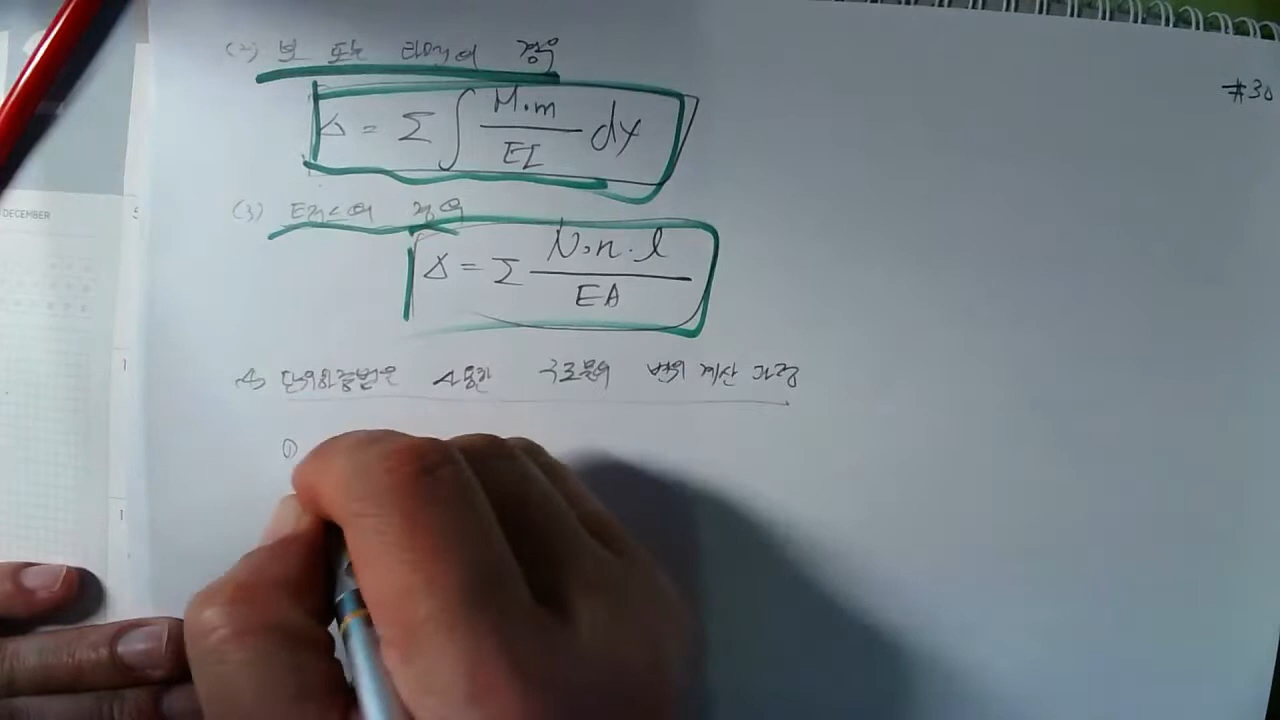 (2) 보 또는 라멘의 경우
#30
Δ = Σ ∫ M·m / EI dx
(3) 트러스의 경우
Δ = Σ N·n·l / EA
DECEMBER
4) 단위하중법을 사용한 구조물의 변위 계산 과정
①